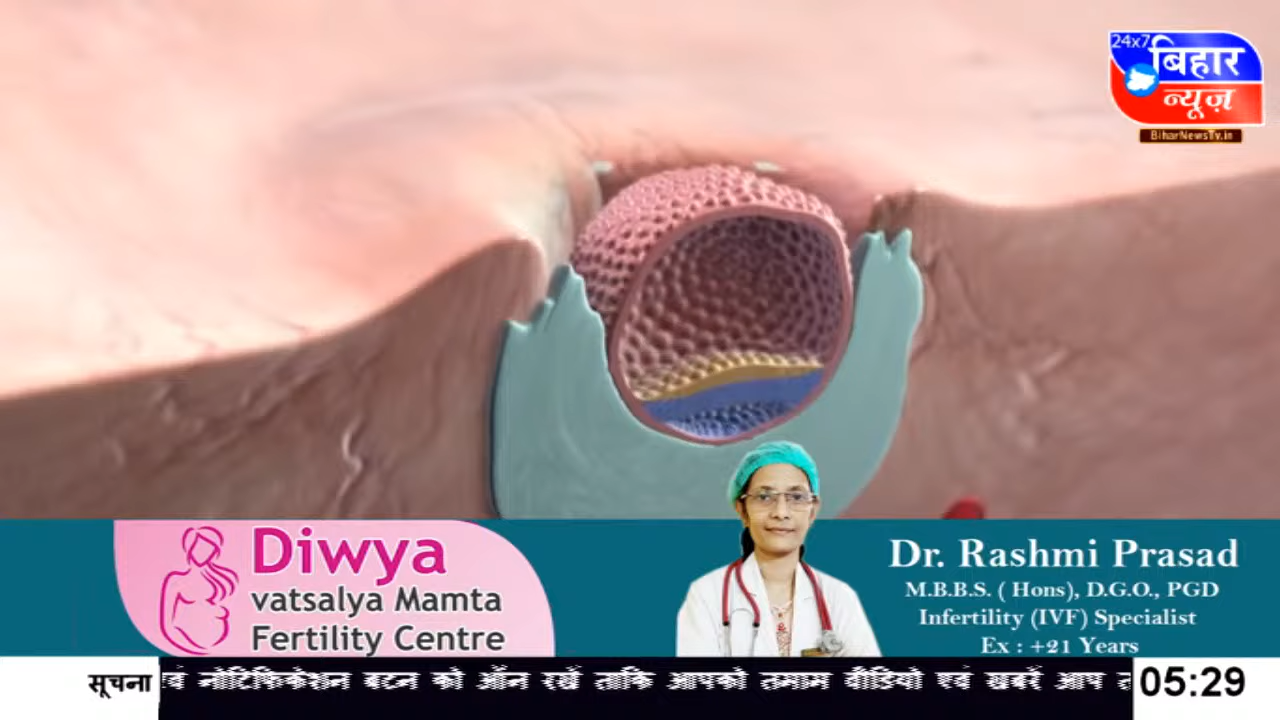 24x7
बिहार
न्यूज़
BiharNewsTv.in
Diwya
vatsalya Mamta
Fertility Centre
Dr. Rashmi Prasad
M.B.B.S. ( Hons), D.G.O., PGD
Infertility (IVF) Specialist
Ex : +21 Years
सूचना
नोटिफिकेशन बटन को ऑन रखें ताकि आपको तमाम वीडियो एवं खबरें आप
05:29